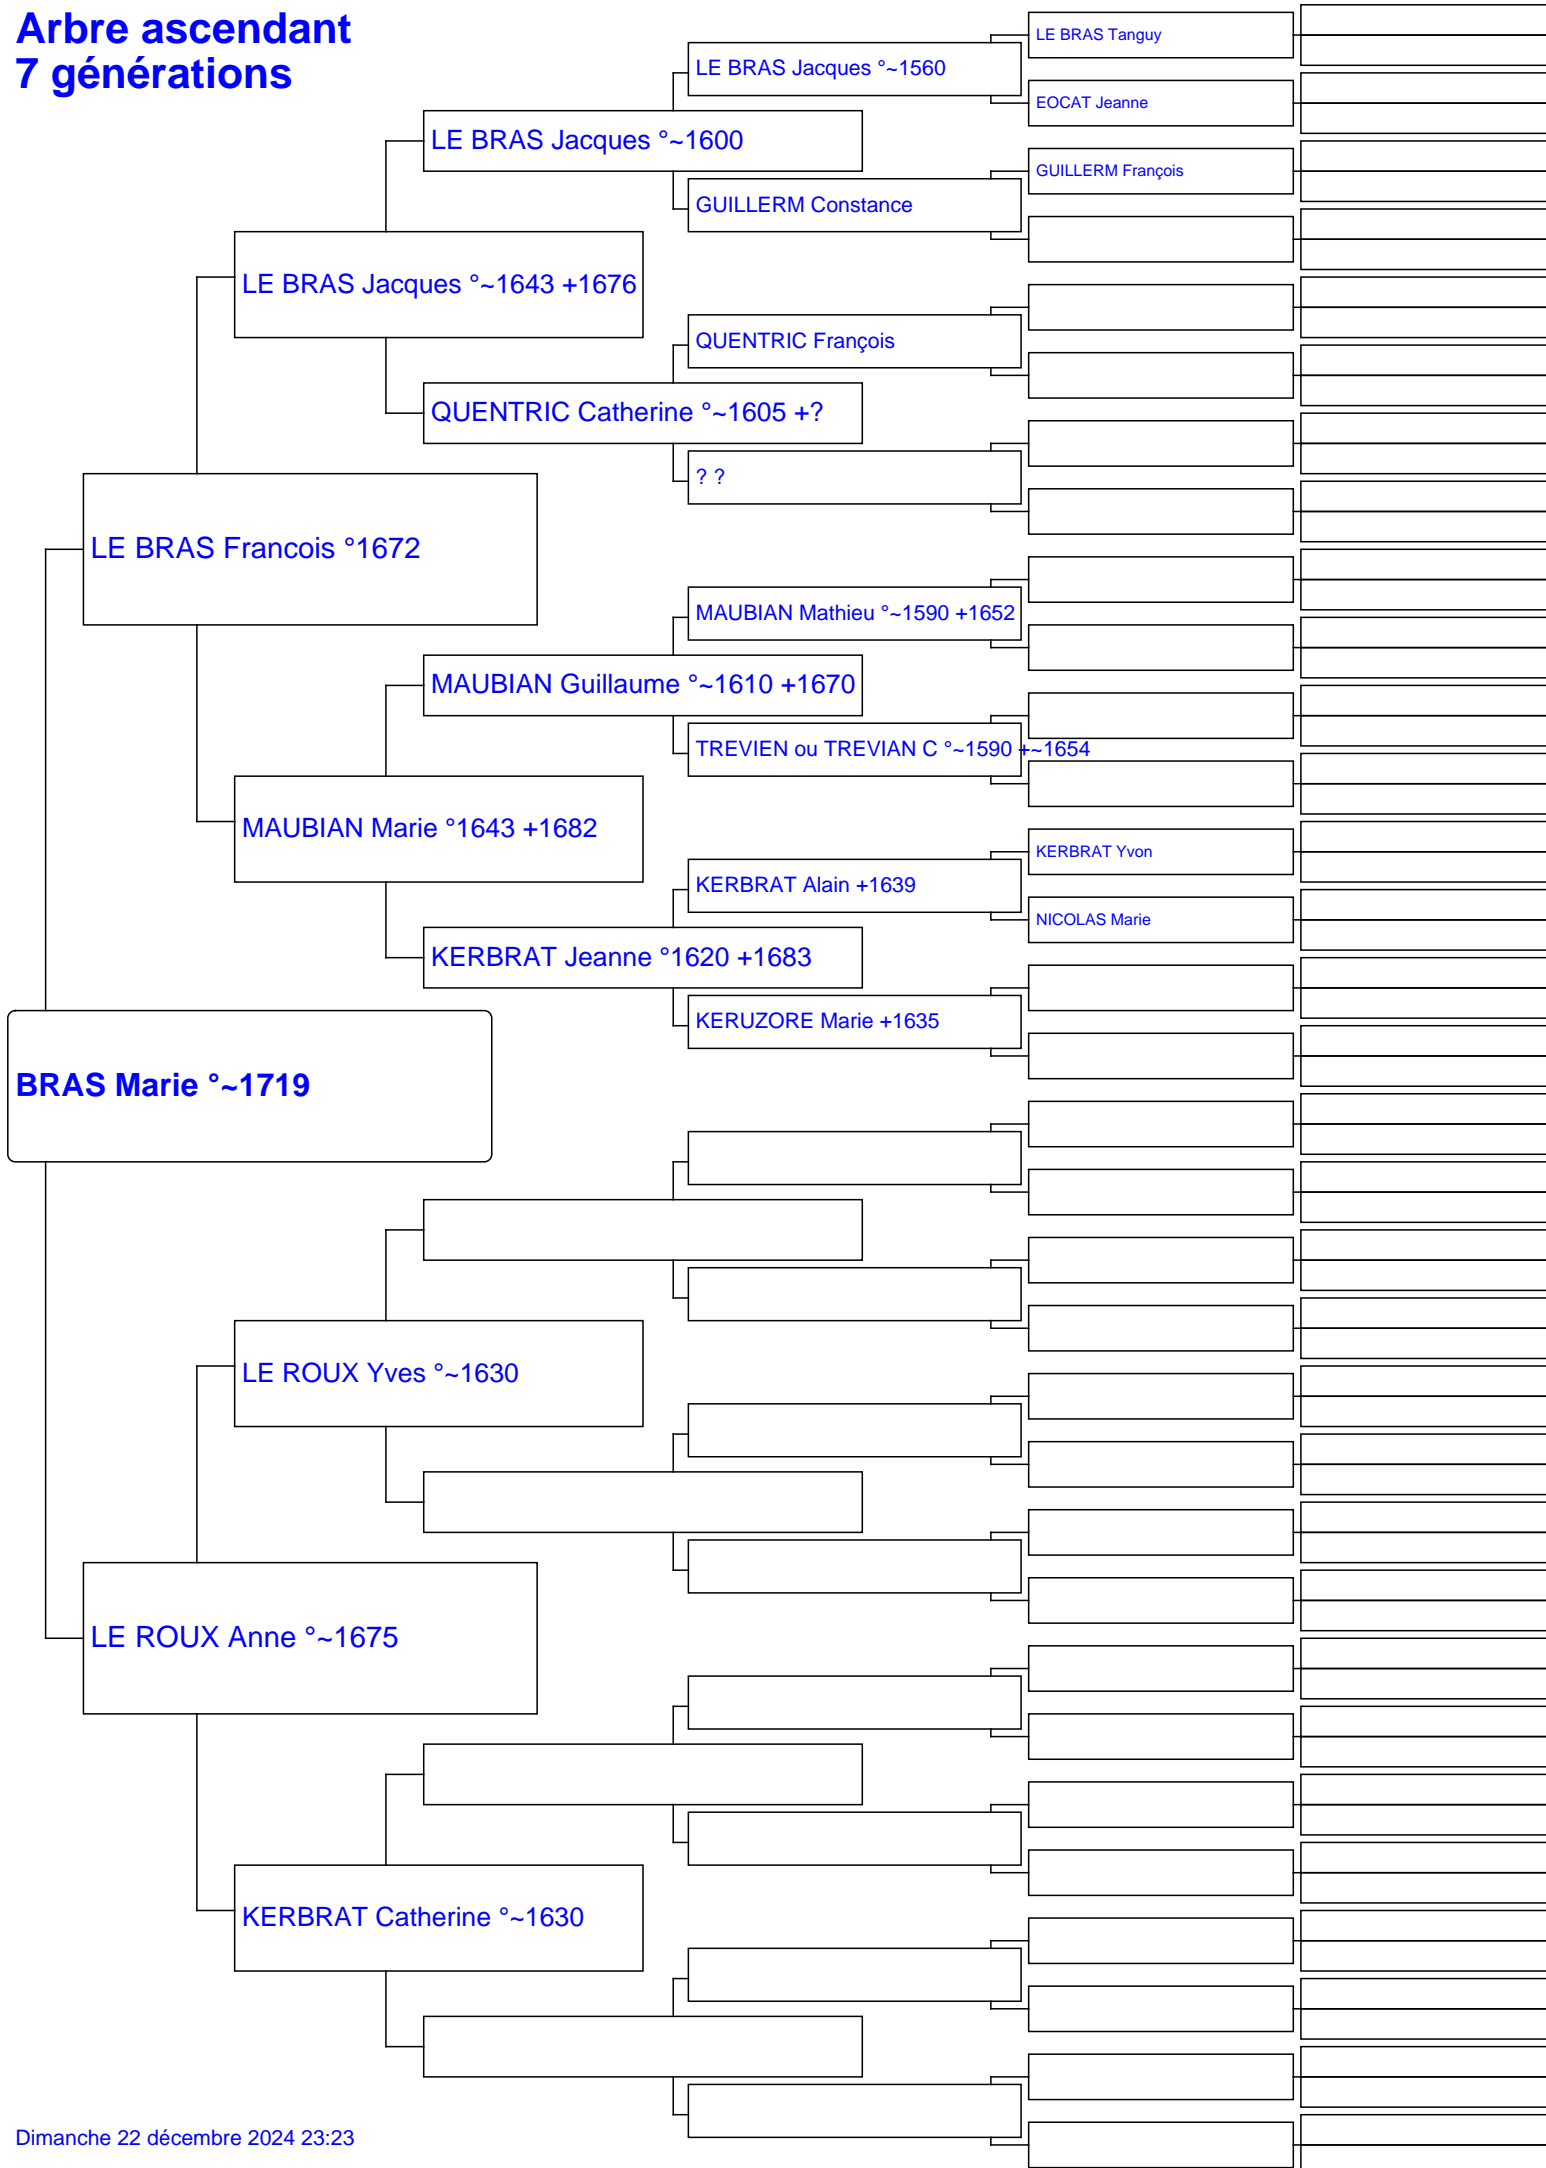 Arbre ascendant
7 générations
LE BRAS Tanguy
LE BRAS Jacques °~1560
EOCAT Jeanne
LE BRAS Jacques °~1600
GUILLERM François
GUILLERM Constance
LE BRAS Jacques °~1643 +1676
QUENTRIC François
QUENTRIC Catherine °~1605 +?
? ?
LE BRAS Francois °1672
MAUBIAN Mathieu °~1590 +1652
MAUBIAN Guillaume °~1610 +1670
TREVIEN ou TREVIAN C °~1590 +~1654
MAUBIAN Marie °1643 +1682
KERBRAT Yvon
KERBRAT Alain +1639
NICOLAS Marie
KERBRAT Jeanne °1620 +1683
KERUZORE Marie +1635
BRAS Marie °~1719
LE ROUX Yves °~1630
LE ROUX Anne °~1675
KERBRAT Catherine °~1630
Dimanche 22 décembre 2024 23:23